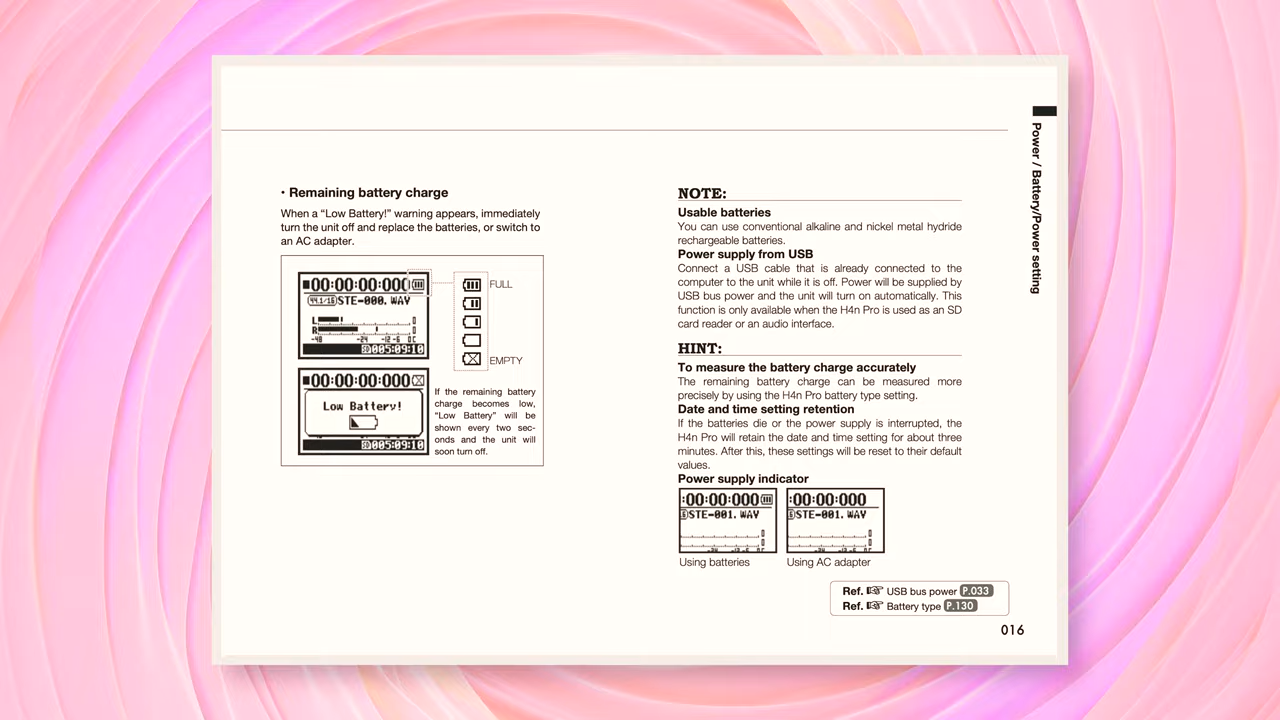 • Remaining battery charge
When a “Low Battery!” warning appears, immediately
turn the unit off and replace the batteries, or switch to
an AC adapter.
00:00:00:000
44.1/16 STE-000.WAV
L
R
-48 -24 -12 -6 0
SD 005:09:10
FULL
EMPTY
00:00:00:000
Low Battery!
SD 005:09:10
If the remaining battery
charge becomes low,
“Low Battery” will be
shown every two sec-
onds and the unit will
soon turn off.
NOTE:
Usable batteries
You can use conventional alkaline and nickel metal hydride
rechargeable batteries.
Power supply from USB
Connect a USB cable that is already connected to the
computer to the unit while it is off. Power will be supplied by
USB bus power and the unit will turn on automatically. This
function is only available when the H4n Pro is used as an SD
card reader or an audio interface.
HINT:
To measure the battery charge accurately
The remaining battery charge can be measured more
precisely by using the H4n Pro battery type setting.
Date and time setting retention
If the batteries die or the power supply is interrupted, the
H4n Pro will retain the date and time setting for about three
minutes. After this, these settings will be reset to their default
values.
Power supply indicator
:00:00:000
STE-001.WAV
:00:00:000
STE-001.WAV
Using batteries
Using AC adapter
Ref. ☞ USB bus power P.033
Ref. ☞ Battery type P.130
Power / Battery/Power setting
016